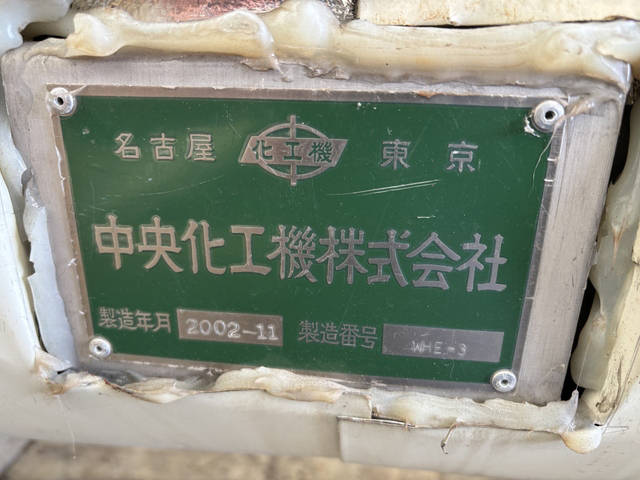 名古屋 化工機 東京
中央化工機株式会社
製造年月 2002-11 製造番号 WHE-3